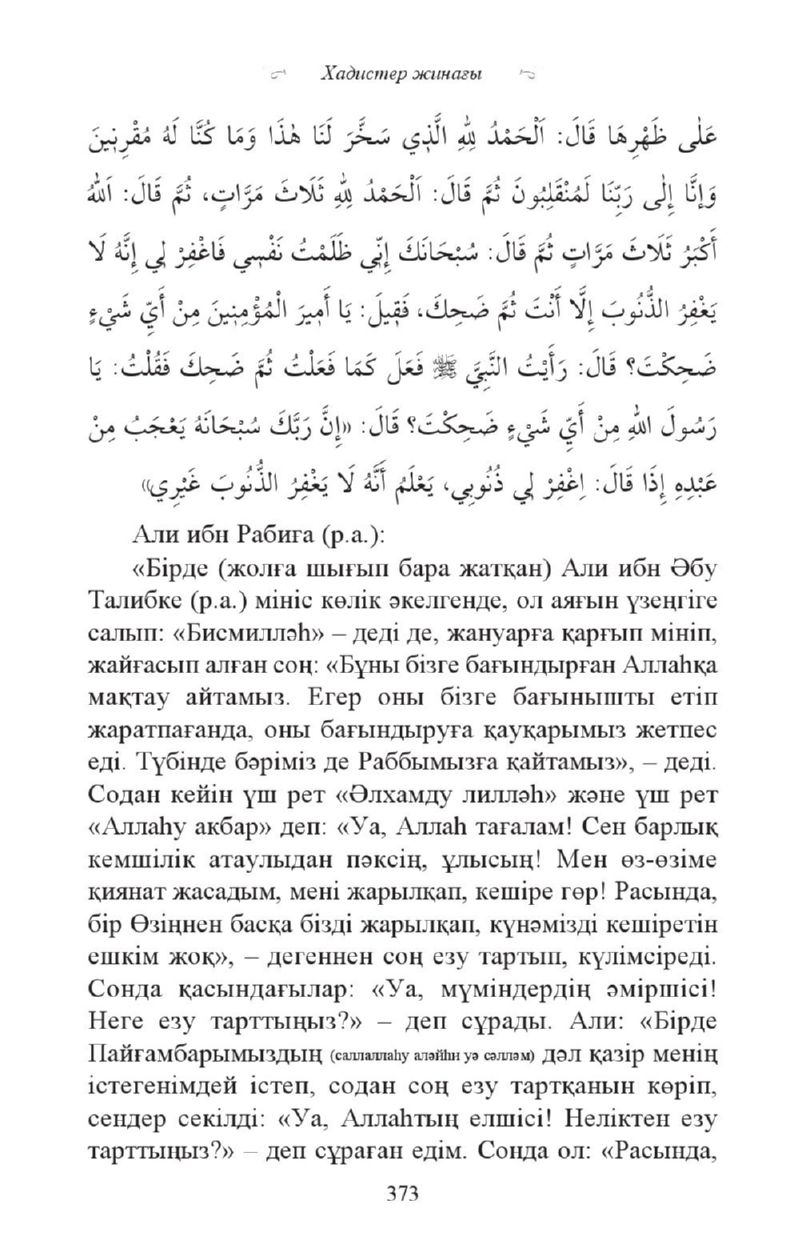 Хадистер жинағы
عَلٰى ظَهْرِهَا قَالَ: اَلْحَمْدُ لِلّٰهِ الَّذِي سَخَّرَ لَنَا هٰذَا وَمَا كُنَّا لَهُ مُقْرِنِينَ
وَإِنَّا إِلٰى رَبِّنَا لَمُنْقَلِبُونَ ثُمَّ قَالَ: اَلْحَمْدُ لِلّٰهِ ثَلَاثَ مَرَّاتٍ، ثُمَّ قَالَ: اَللّٰهُ
أَكْبَرُ ثَلَاثَ مَرَّاتٍ ثُمَّ قَالَ: سُبْحَانَكَ إِنِّي ظَلَمْتُ نَفْسِي فَاغْفِرْ لِي إِنَّهُ لَا
يَغْفِرُ الذُّنُوبَ إِلَّا أَنْتَ ثُمَّ ضَحِكَ، فَقِيلَ: يَا أَمِيرَ الْمُؤْمِنِينَ مِنْ أَيِّ شَيْءٍ
ضَحِكْتَ؟ قَالَ: رَأَيْتُ النَّبِيَّ ﷺ فَعَلَ كَمَا فَعَلْتُ ثُمَّ ضَحِكَ فَقُلْتُ: يَا
رَسُولَ اللّٰهِ مِنْ أَيِّ شَيْءٍ ضَحِكْتَ؟ قَالَ: «إِنَّ رَبَّكَ سُبْحَانَهُ يَعْجَبُ مِنْ
عَبْدِهِ إِذَا قَالَ: اِغْفِرْ لِي ذُنُوبِي، يَعْلَمُ أَنَّهُ لَا يَغْفِرُ الذُّنُوبَ غَيْرِي»
Али ибн Рабиға (р.а.):
«Бірде (жолға шығып бара жатқан) Али ибн Әбу
Талибке (р.а.) мініс көлік әкелгенде, ол аяғын үзеңгіге
салып: «Бисмилләһ» – деді де, жануарға қарғып мініп,
жайғасып алған соң: «Бұны бізге бағындырған Аллаһқа
мақтау айтамыз. Егер оны бізге бағынышты етіп
жаратпағанда, оны бағындыруға қауқарымыз жетпес
еді. Түбінде бәріміз де Раббымызға қайтамыз», – деді.
Содан кейін үш рет «Әлхамду лилләһ» және үш рет
«Аллаһу акбар» деп: «Уа, Аллаһ тағалам! Сен барлық
кемшілік атаулыдан пәксің, ұлысың! Мен өз-өзіме
қиянат жасадым, мені жарылқап, кешіре гөр! Расында,
бір Өзіңнен басқа бізді жарылқап, күнәмізді кешіретін
ешкім жоқ», – дегеннен соң езу тартып, күлімсіреді.
Сонда қасындағылар: «Уа, мүміндердің әміршісі!
Неге езу тарттыңыз?» – деп сұрады. Али: «Бірде
Пайғамбарымыздың (саллаллаһу аләйһи уә сәлләм) дәл қазір менің
істегенімдей істеп, содан соң езу тартқанын көріп,
сендер секілді: «Уа, Аллаһтың елшісі! Неліктен езу
тарттыңыз?» – деп сұраған едім. Сонда ол: «Расында,
373